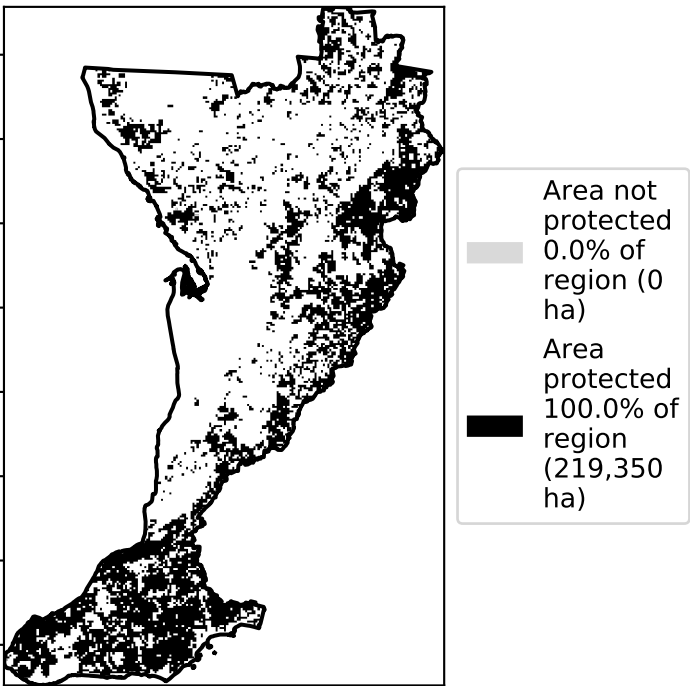 Area not
protected
0.0% of
region (0
ha)
Area
protected
100.0% of
region
(219,350
ha)